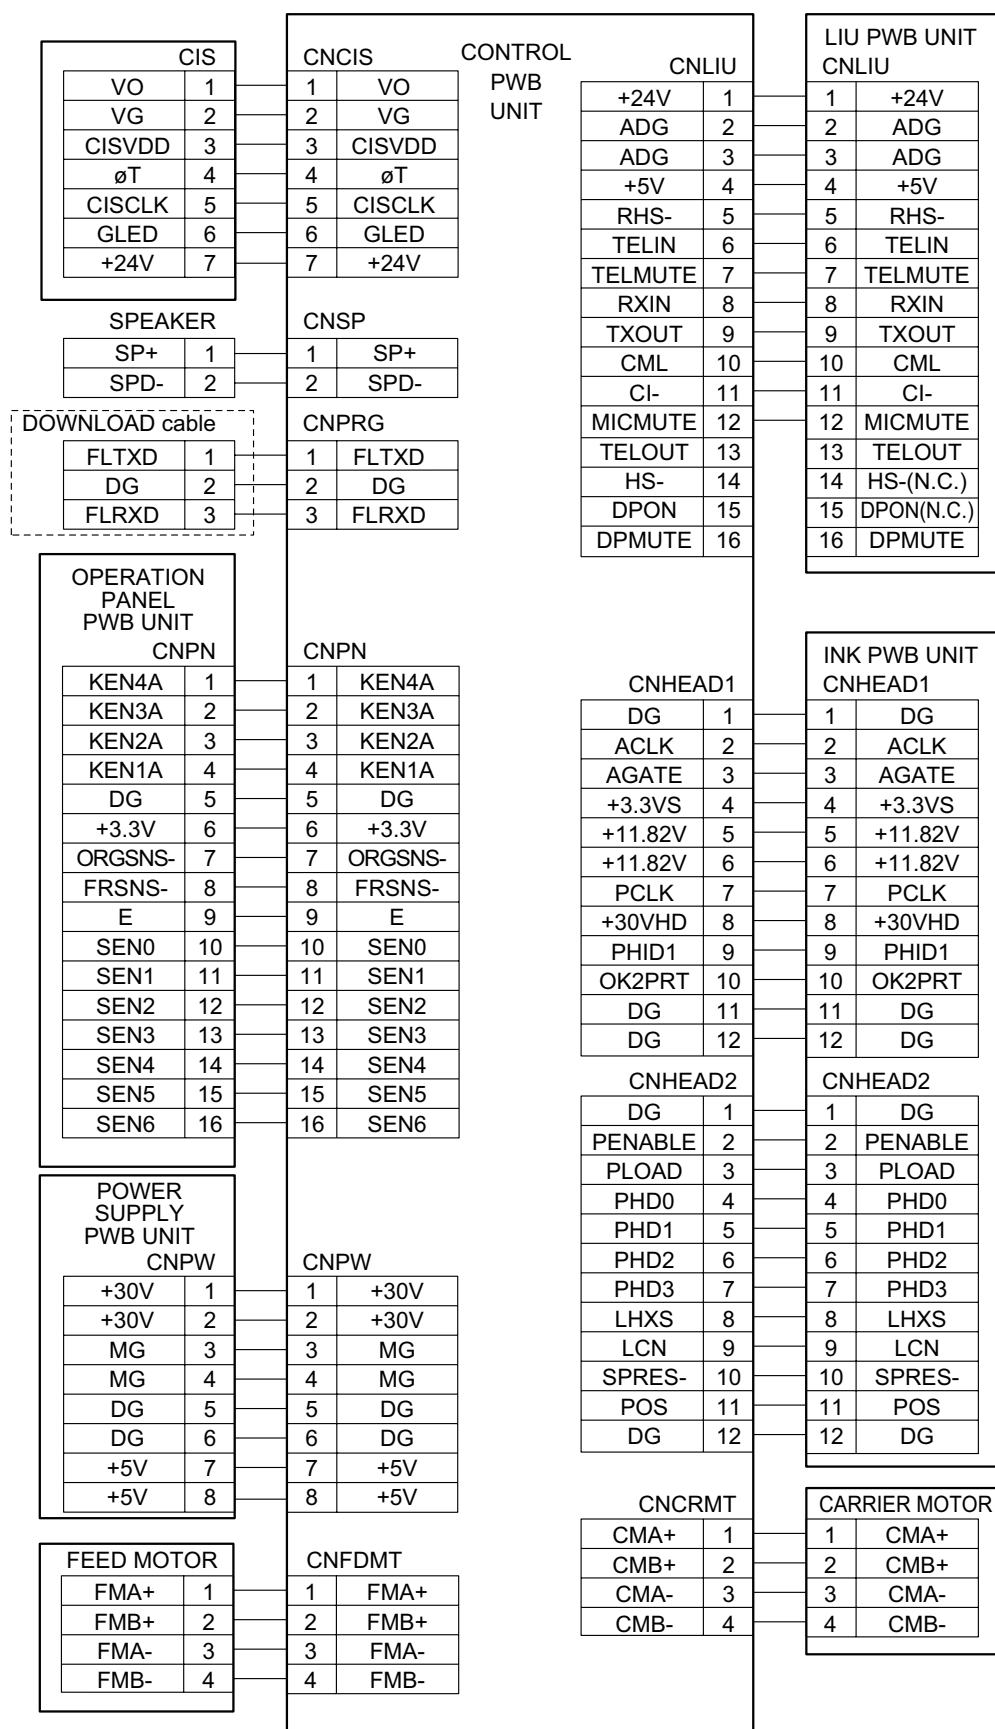 CONTROL
PWB
UNIT
CIS CNCIS
VO 1 1 VO
VG 2 2 VG
CISVDD 3 3 CISVDD
øT 4 4 øT
CISCLK 5 5 CISCLK
GLED 6 6 GLED
+24V 7 7 +24V
SPEAKER CNSP
SP+ 1 1 SP+
SPD- 2 2 SPD-
DOWNLOAD cable CNPRG
FLTXD 1 1 FLTXD
DG 2 2 DG
FLRXD 3 3 FLRXD
OPERATION
PANEL
PWB UNIT
CNPN CNPN
KEN4A 1 1 KEN4A
KEN3A 2 2 KEN3A
KEN2A 3 3 KEN2A
KEN1A 4 4 KEN1A
DG 5 5 DG
+3.3V 6 6 +3.3V
ORGSNS- 7 7 ORGSNS-
FRSNS- 8 8 FRSNS-
E 9 9 E
SEN0 10 10 SEN0
SEN1 11 11 SEN1
SEN2 12 12 SEN2
SEN3 13 13 SEN3
SEN4 14 14 SEN4
SEN5 15 15 SEN5
SEN6 16 16 SEN6
POWER
SUPPLY
PWB UNIT
CNPW CNPW
+30V 1 1 +30V
+30V 2 2 +30V
MG 3 3 MG
MG 4 4 MG
DG 5 5 DG
DG 6 6 DG
+5V 7 7 +5V
+5V 8 8 +5V
FEED MOTOR CNFDMT
FMA+ 1 1 FMA+
FMB+ 2 2 FMB+
FMA- 3 3 FMA-
FMB- 4 4 FMB-
LIU PWB UNIT
CNLIU CNLIU
+24V 1 1 +24V
ADG 2 2 ADG
ADG 3 3 ADG
+5V 4 4 +5V
RHS- 5 5 RHS-
TELIN 6 6 TELIN
TELMUTE 7 7 TELMUTE
RXIN 8 8 RXIN
TXOUT 9 9 TXOUT
CML 10 10 CML
CI- 11 11 CI-
MICMUTE 12 12 MICMUTE
TELOUT 13 13 TELOUT
HS- 14 14 HS-(N.C.)
DPON 15 15 DPON(N.C.)
DPMUTE 16 16 DPMUTE
INK PWB UNIT
CNHEAD1 CNHEAD1
DG 1 1 DG
ACLK 2 2 ACLK
AGATE 3 3 AGATE
+3.3VS 4 4 +3.3VS
+11.82V 5 5 +11.82V
+11.82V 6 6 +11.82V
PCLK 7 7 PCLK
+30VHD 8 8 +30VHD
PHID1 9 9 PHID1
OK2PRT 10 10 OK2PRT
DG 11 11 DG
DG 12 12 DG
CNHEAD2 CNHEAD2
DG 1 1 DG
PENABLE 2 2 PENABLE
PLOAD 3 3 PLOAD
PHD0 4 4 PHD0
PHD1 5 5 PHD1
PHD2 6 6 PHD2
PHD3 7 7 PHD3
LHXS 8 8 LHXS
LCN 9 9 LCN
SPRES- 10 10 SPRES-
POS 11 11 POS
DG 12 12 DG
CNCRMT CARRIER MOTOR
CMA+ 1 1 CMA+
CMB+ 2 2 CMB+
CMA- 3 3 CMA-
CMB- 4 4 CMB-